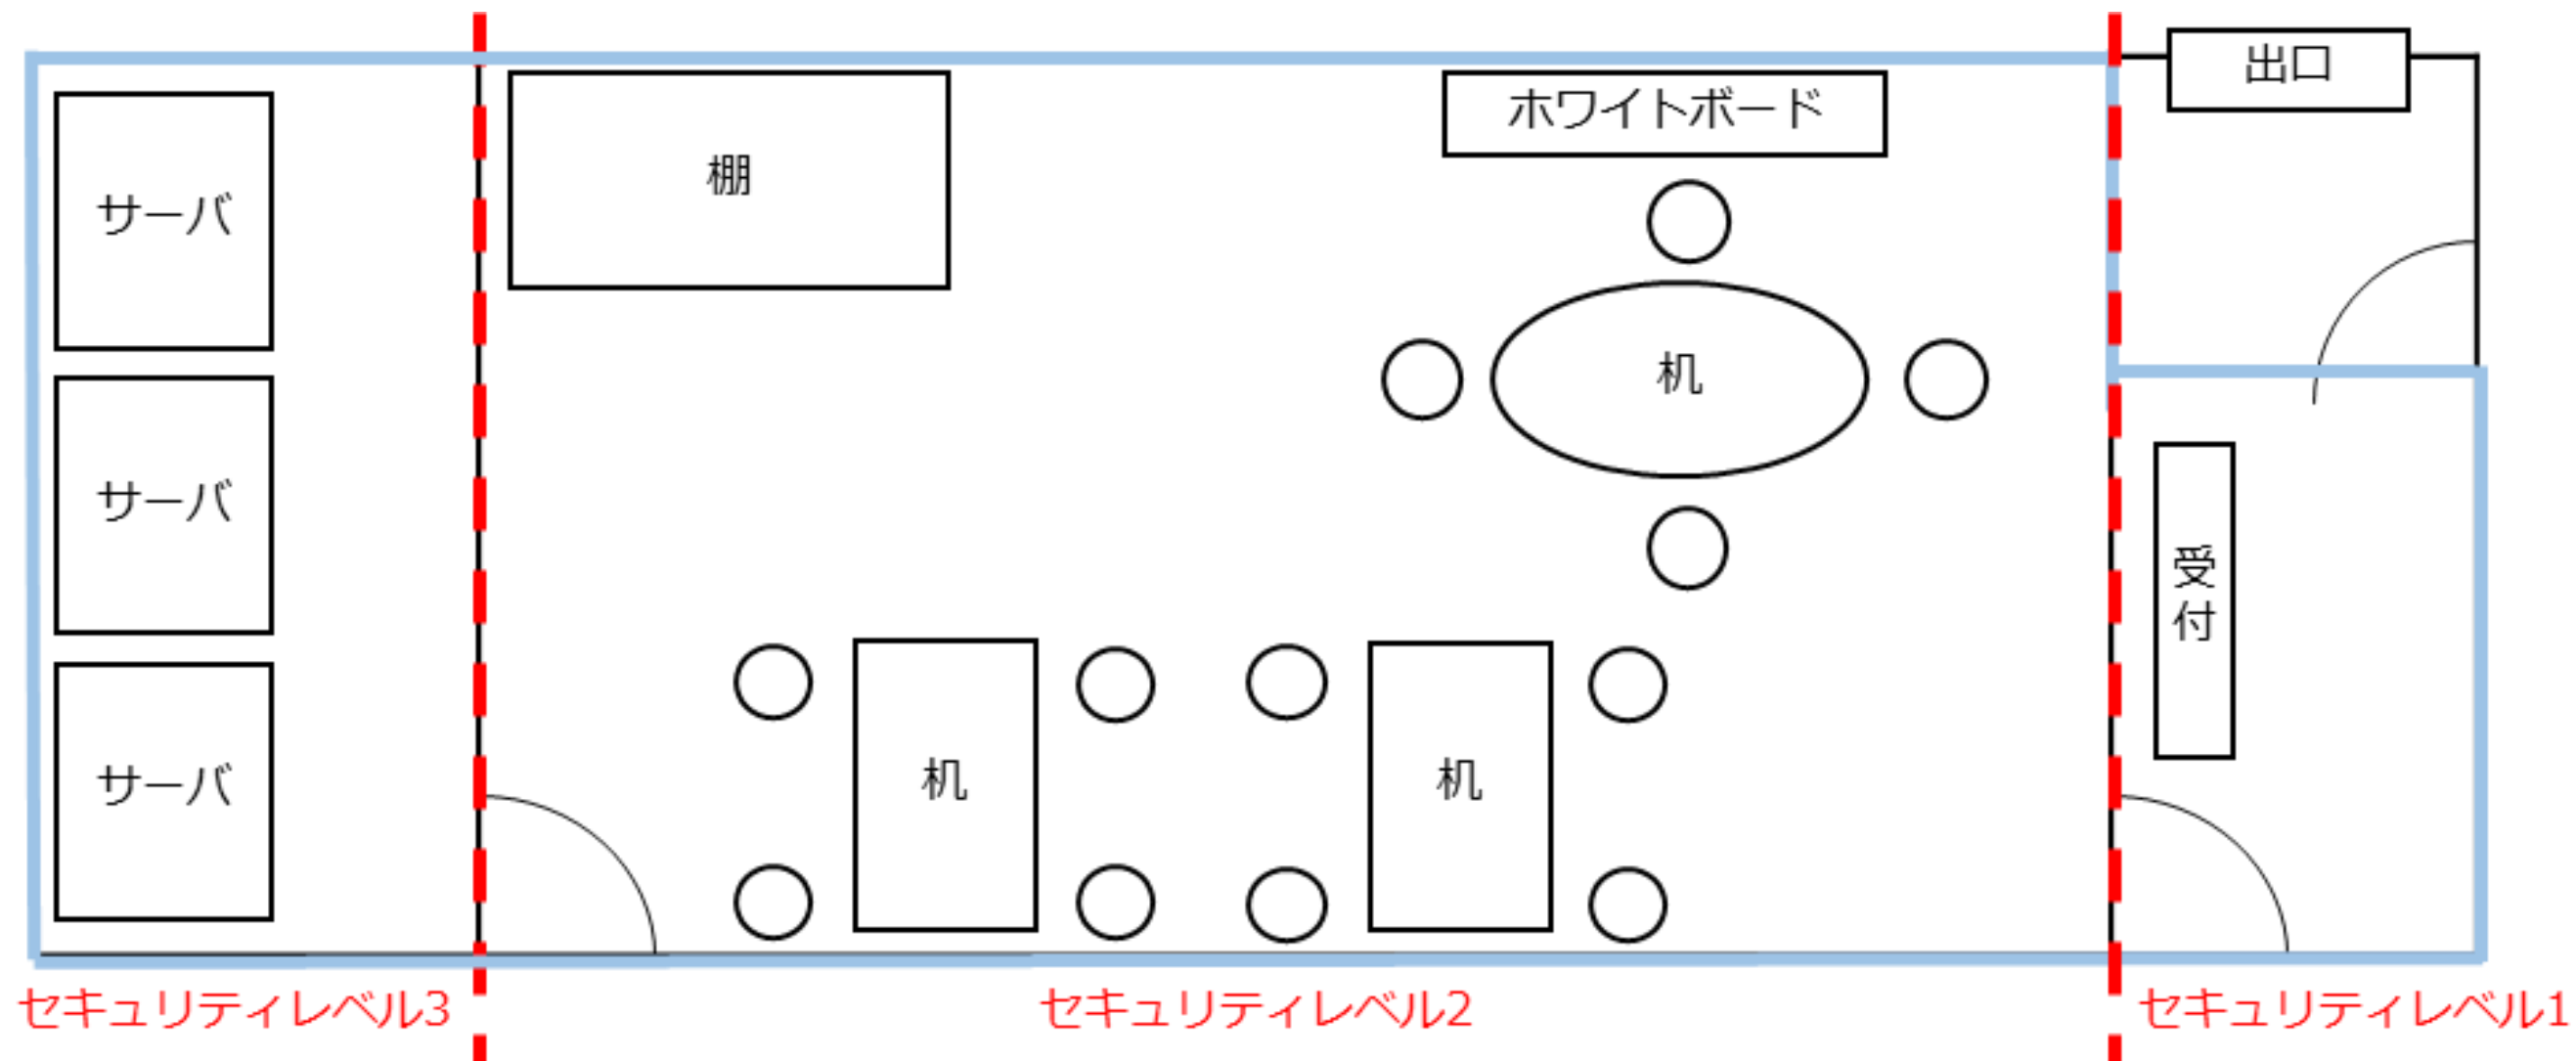 出口
ホワイトボード
棚
サーバ
机
サーバ
受付
机
机
サーバ
セキュリティレベル3
セキュリティレベル2
セキュリティレベル1